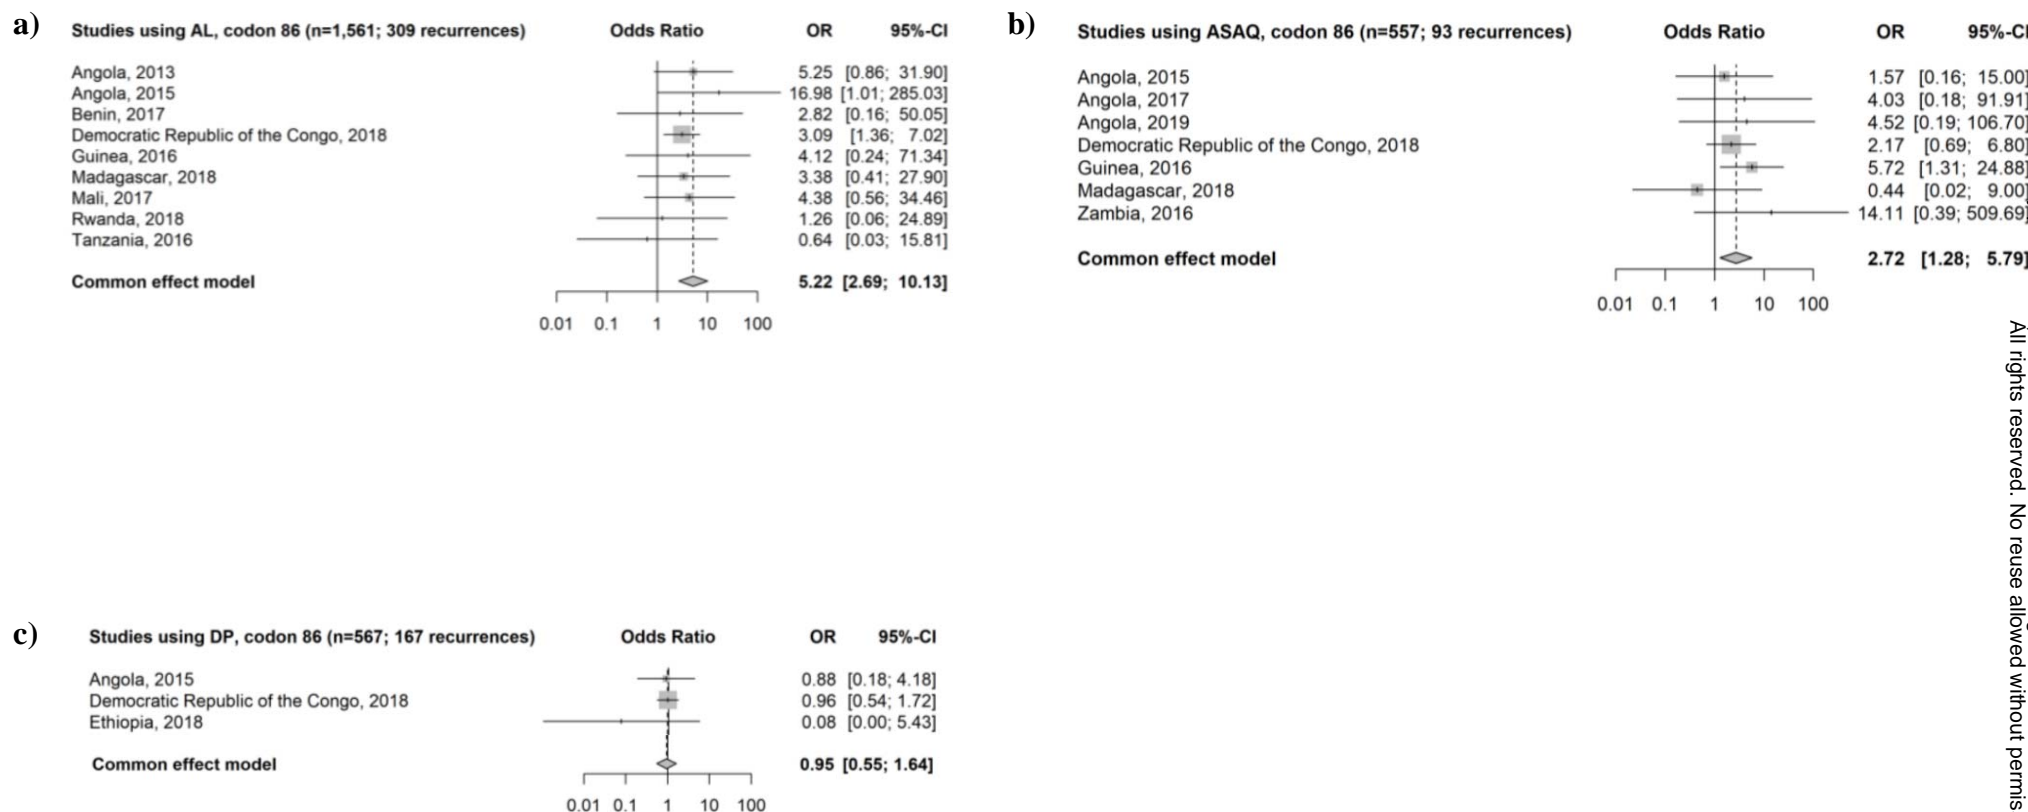 a)
Studies using AL, codon 86 (n=1,561; 309 recurrences) Odds Ratio OR 95%-CI
Angola, 2013 5.25 [0.86; 31.90]
Angola, 2015 16.98 [1.01; 285.03]
Benin, 2017 2.82 [0.16; 50.05]
Democratic Republic of the Congo, 2018 3.09 [1.36; 7.02]
Guinea, 2016 4.12 [0.24; 71.34]
Madagascar, 2018 3.38 [0.41; 27.90]
Mali, 2017 4.38 [0.56; 34.46]
Rwanda, 2018 1.26 [0.06; 24.89]
Tanzania, 2016 0.64 [0.03; 15.81]
Common effect model 5.22 [2.69; 10.13]
0.01 0.1 1 10 100
b)
Studies using ASAQ, codon 86 (n=557; 93 recurrences) Odds Ratio OR 95%-CI
Angola, 2015 1.57 [0.16; 15.00]
Angola, 2017 4.03 [0.18; 91.91]
Angola, 2019 4.52 [0.19; 106.70]
Democratic Republic of the Congo, 2018 2.17 [0.69; 6.80]
Guinea, 2016 5.72 [1.31; 24.88]
Madagascar, 2018 0.44 [0.02; 9.00]
Zambia, 2016 14.11 [0.39; 509.69]
Common effect model 2.72 [1.28; 5.79]
0.01 0.1 1 10 100
c)
Studies using DP, codon 86 (n=567; 167 recurrences) Odds Ratio OR 95%-CI
Angola, 2015 0.88 [0.18; 4.18]
Democratic Republic of the Congo, 2018 0.96 [0.54; 1.72]
Ethiopia, 2018 0.08 [0.00; 5.43]
Common effect model 0.95 [0.55; 1.64]
0.01 0.1 1 10 100
All rights reserved. No reuse allowed without permis